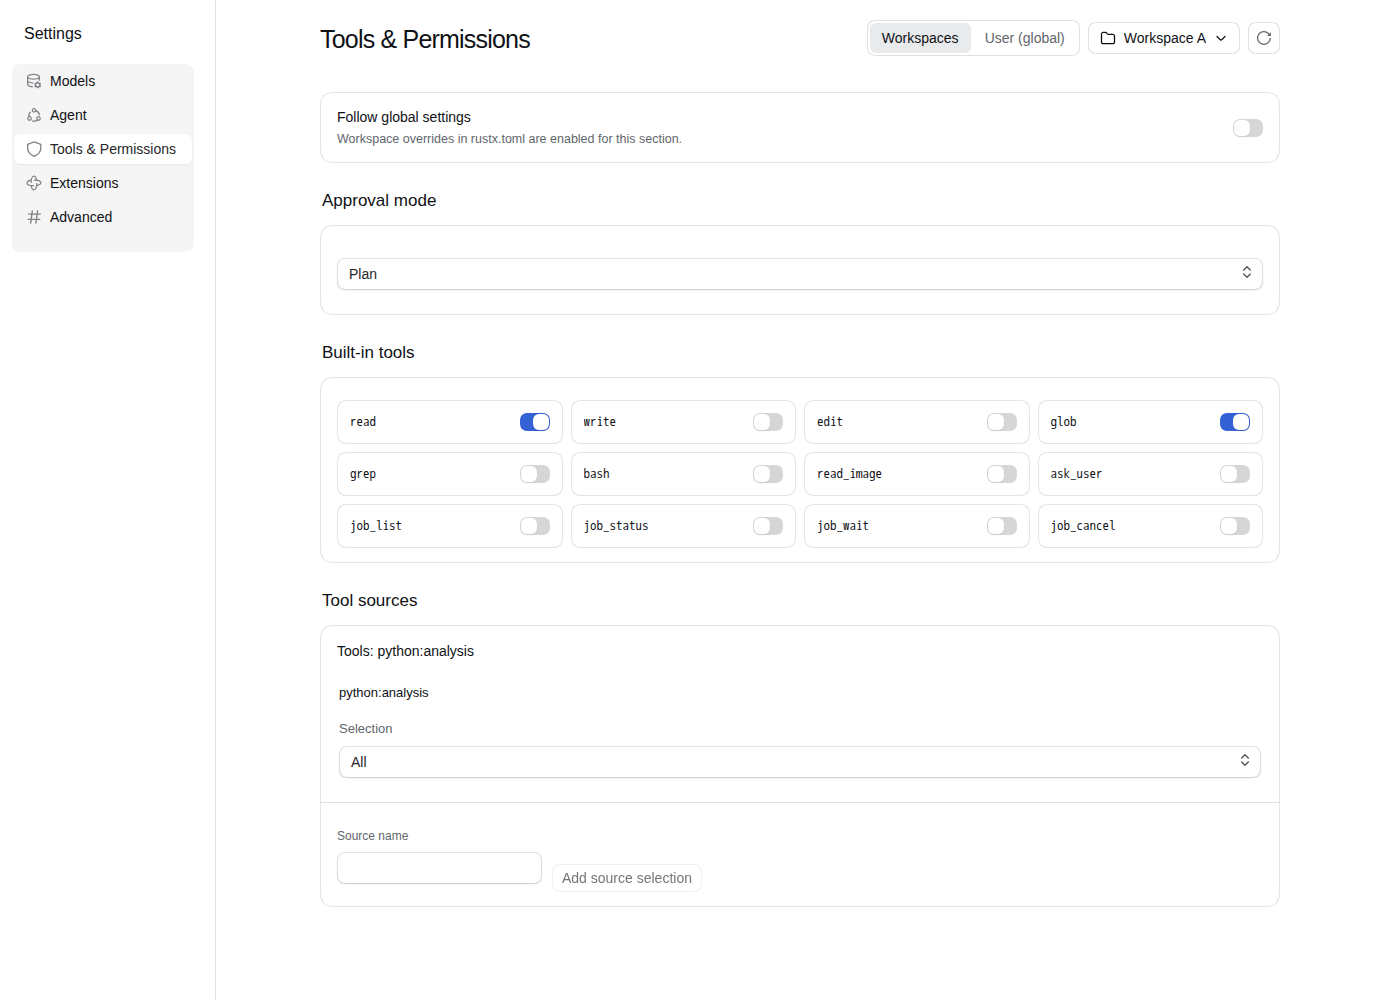 Settings
Models
Agent
Tools & Permissions
Extensions
Advanced
Tools & Permissions
Workspaces
User (global)
Workspace A
Follow global settings
Workspace overrides in rustx.toml are enabled for this section.
Approval mode
Plan
Built-in tools
read
write
edit
glob
grep
bash
read_image
ask_user
job_list
job_status
job_wait
job_cancel
Tool sources
Tools: python:analysis
python:analysis
Selection
All
Source name
Add source selection